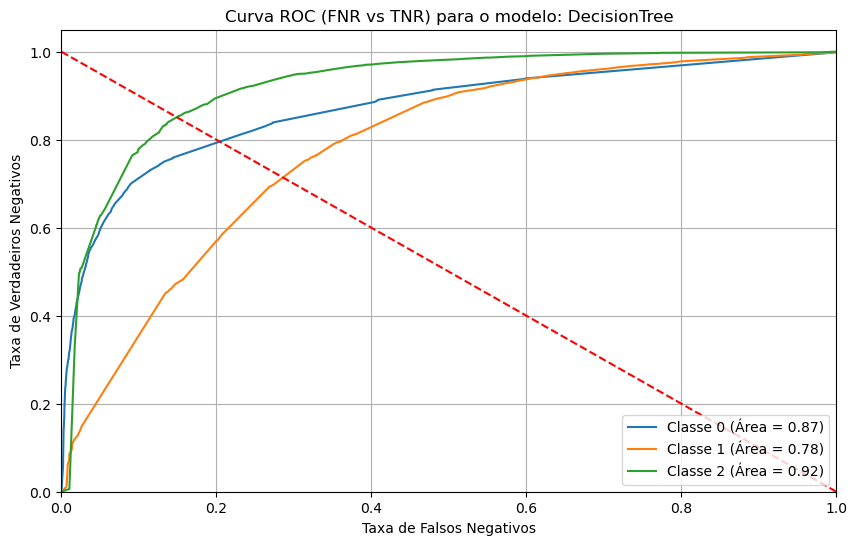 Curva ROC (FNR vs TNR) para o modelo: DecisionTree
Taxa de Verdadeiros Negativos
1.0
0.8
0.6
0.4
0.2
0.0
Classe 0 (Área = 0.87)
Classe 1 (Área = 0.78)
Classe 2 (Área = 0.92)
0.0 0.2 0.4 0.6 0.8 1.0
Taxa de Falsos Negativos